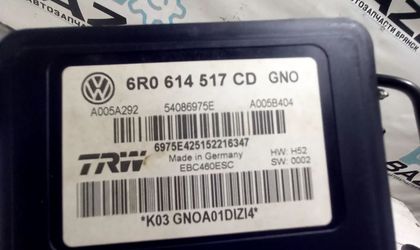 6R0 614 517 CD GNO
A005A292 54086975E A005B404
6975E425152216347
TRW
Made in Germany
EBC460ESC
HW: H52
SW: 0002
*K03 GNOA01DIZI4*